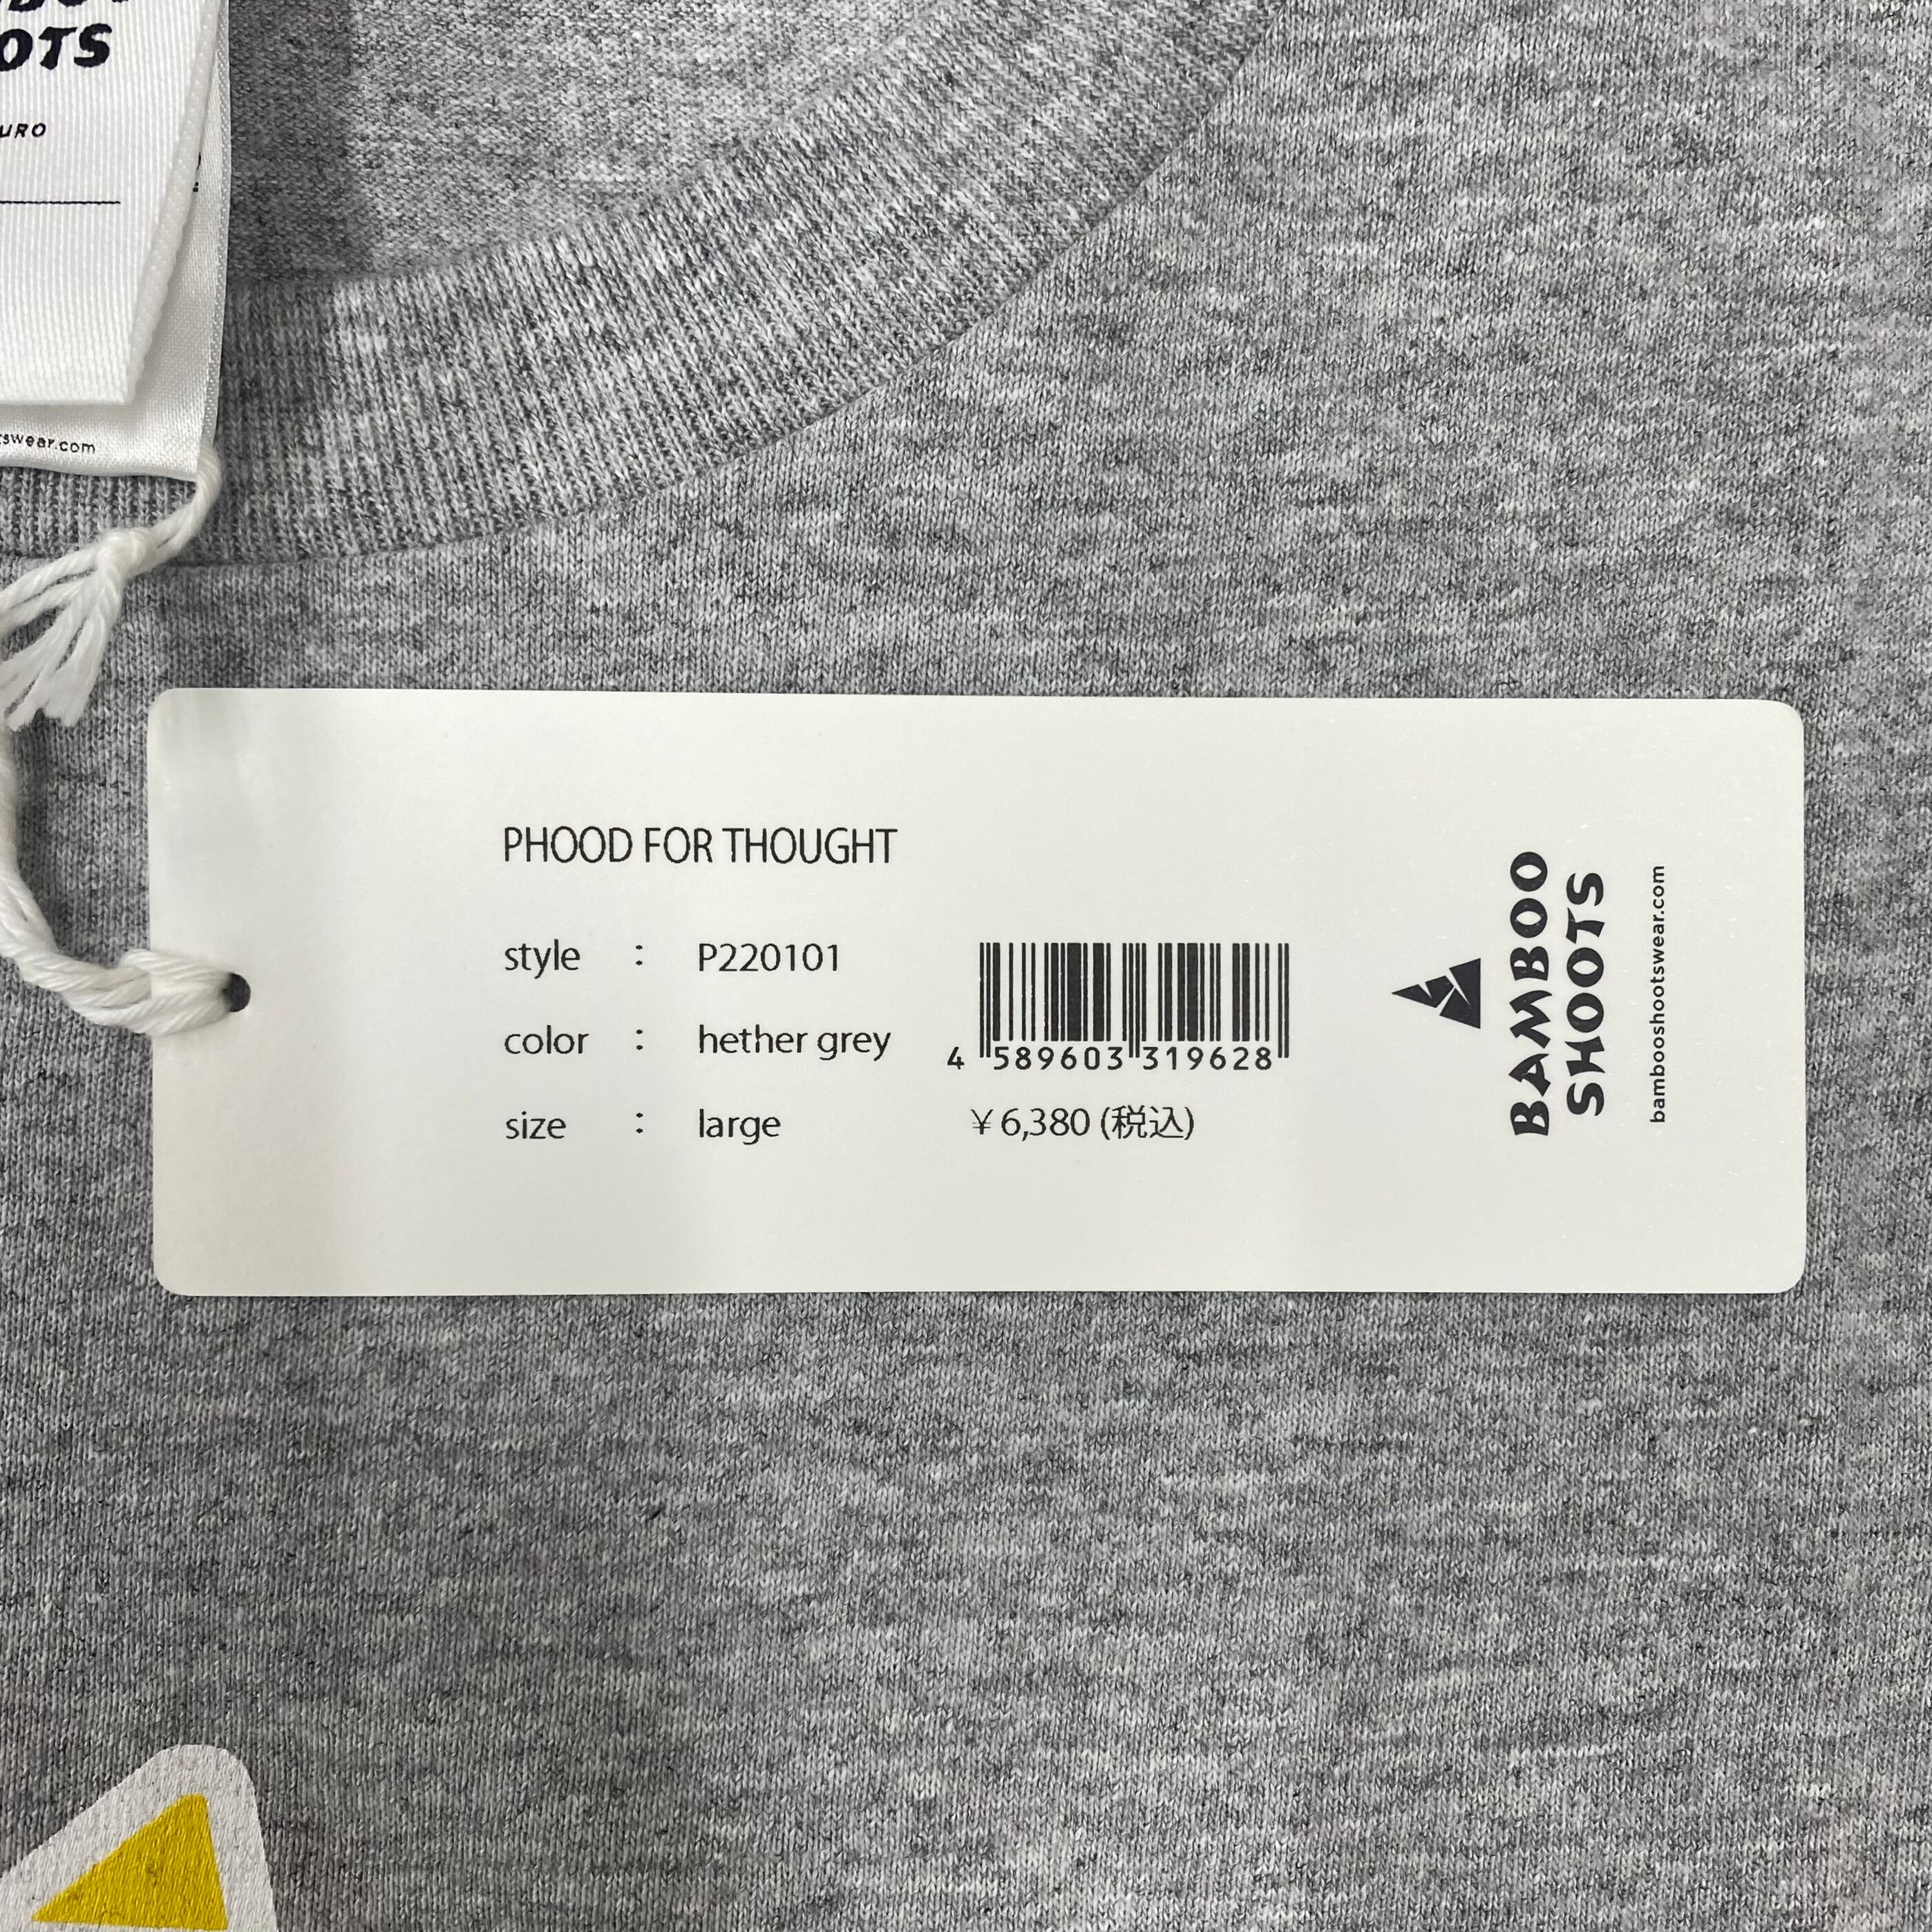 OTS
URO
swear.com
PHOOD FOR THOUGHT
style : P220101
color : hether grey
size : large
4 589603 319628
¥ 6,380 (税込)
BAMBOO
SHOOTS
bambooshootswear.com